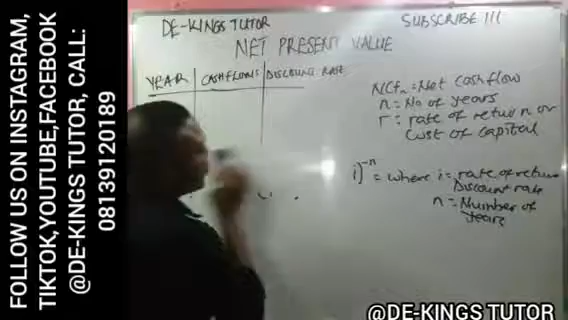 FOLLOW US ON INSTAGRAM,
TIKTOK,YOUTUBE,FACEBOOK
@DE-KINGS TUTOR, CALL:
08139120189
DE-KINGS TUTOR
SUBSCRIBE !!!
NET PRESENT VALUE
YEAR CASHFLOWS DISCOUNT RATE
NCFn = Net cashflow
n = No of years
r = rate of return or
Cost of capital
i)⁻ⁿ = where i = rate of return
Discount rate
n = Number of
years
@DE-KINGS TUTOR